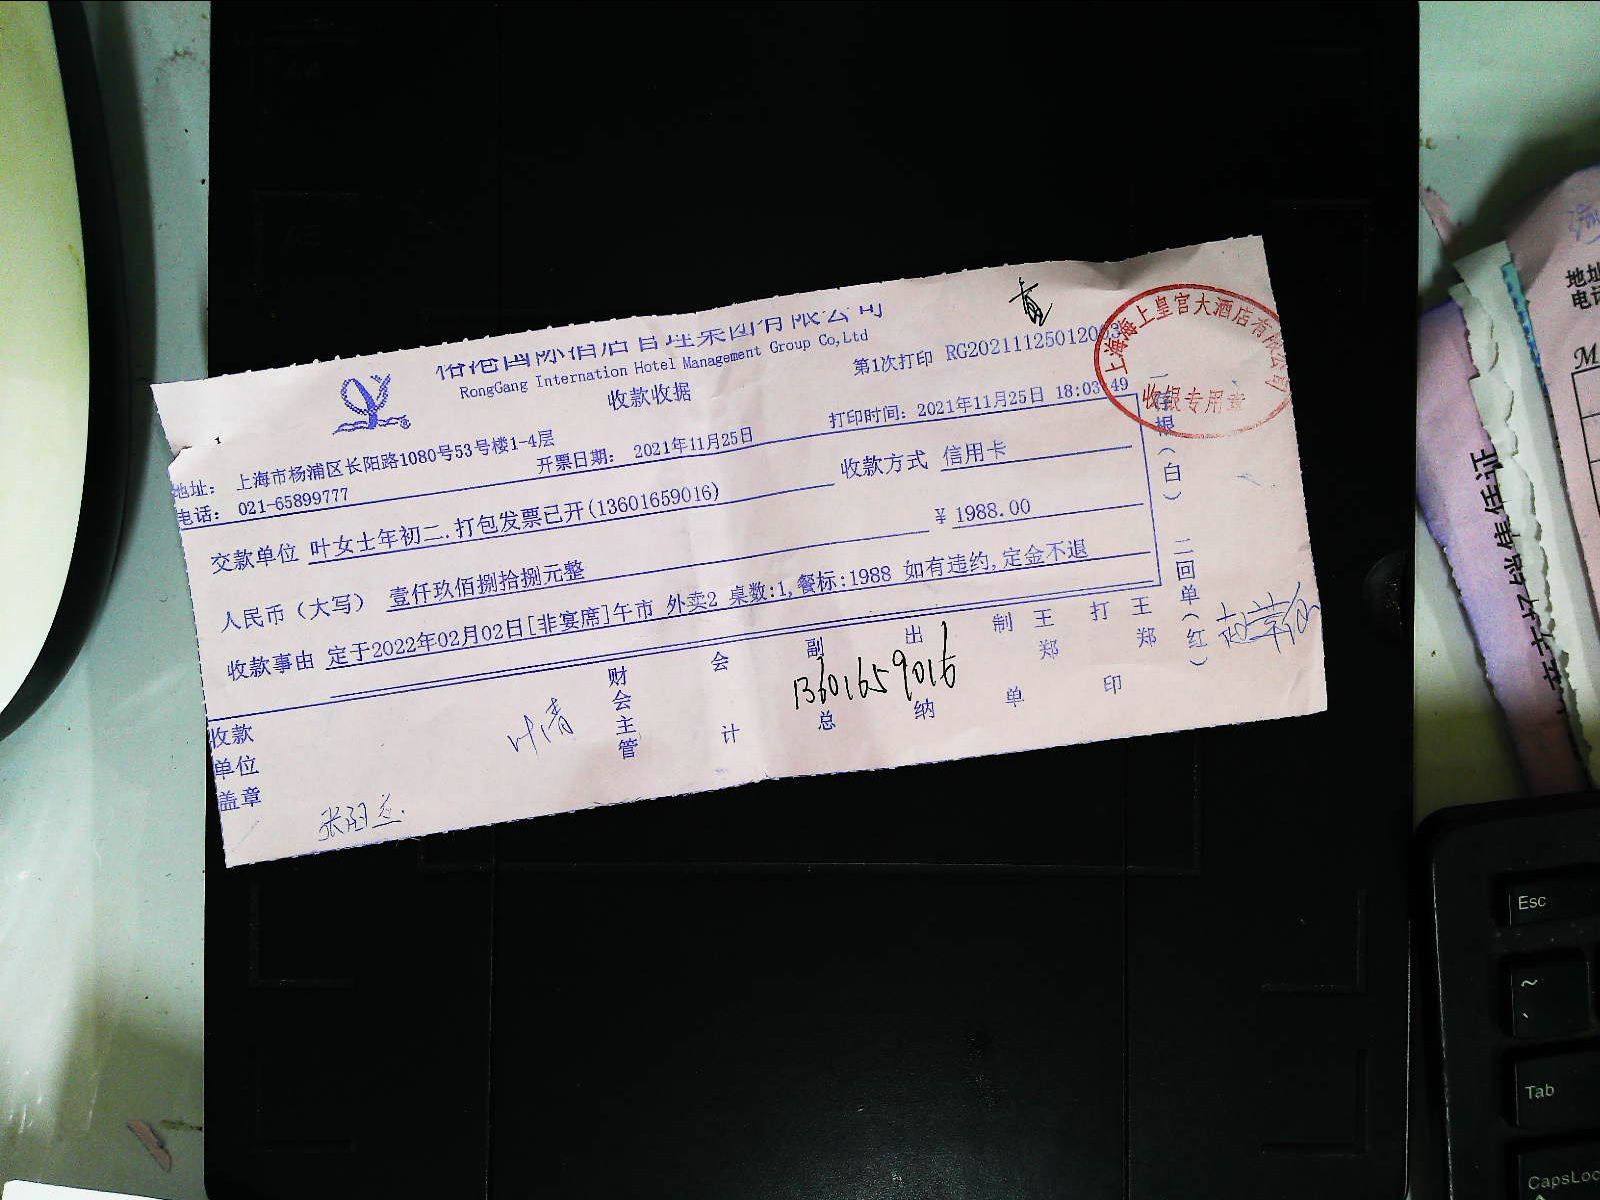 国际酒店管理集团有限公司
RongGang Internation Hotel Management Group Co,Ltd
收款收据
第1次打印 RG20211125012
地址: 上海市杨浦区长阳路1080号53号楼1-4层
电话: 021-65899777
开票日期: 2021年11月25日
打印时间: 2021年11月25日 18:03:49
交款单位 叶女士年初二.打包发票已开(13601659016)
收款方式 信用卡
人民币（大写） 壹仟玖佰捌拾捌元整
¥ 1988.00
收款事由 定于2022年02月02日[非宴席]午市 外卖2 桌数:1,餐标:1988 如有违约,定金不退
收款单位盖章
财会主管
会计
副总
出纳
制单
王郑
打印
王郑
叶青
13601659016
存根（白） 二回单（红）
上海海上皇宫大酒店有限公司
收银专用章
地址
电话
Esc
~
Tab
CapsLoc